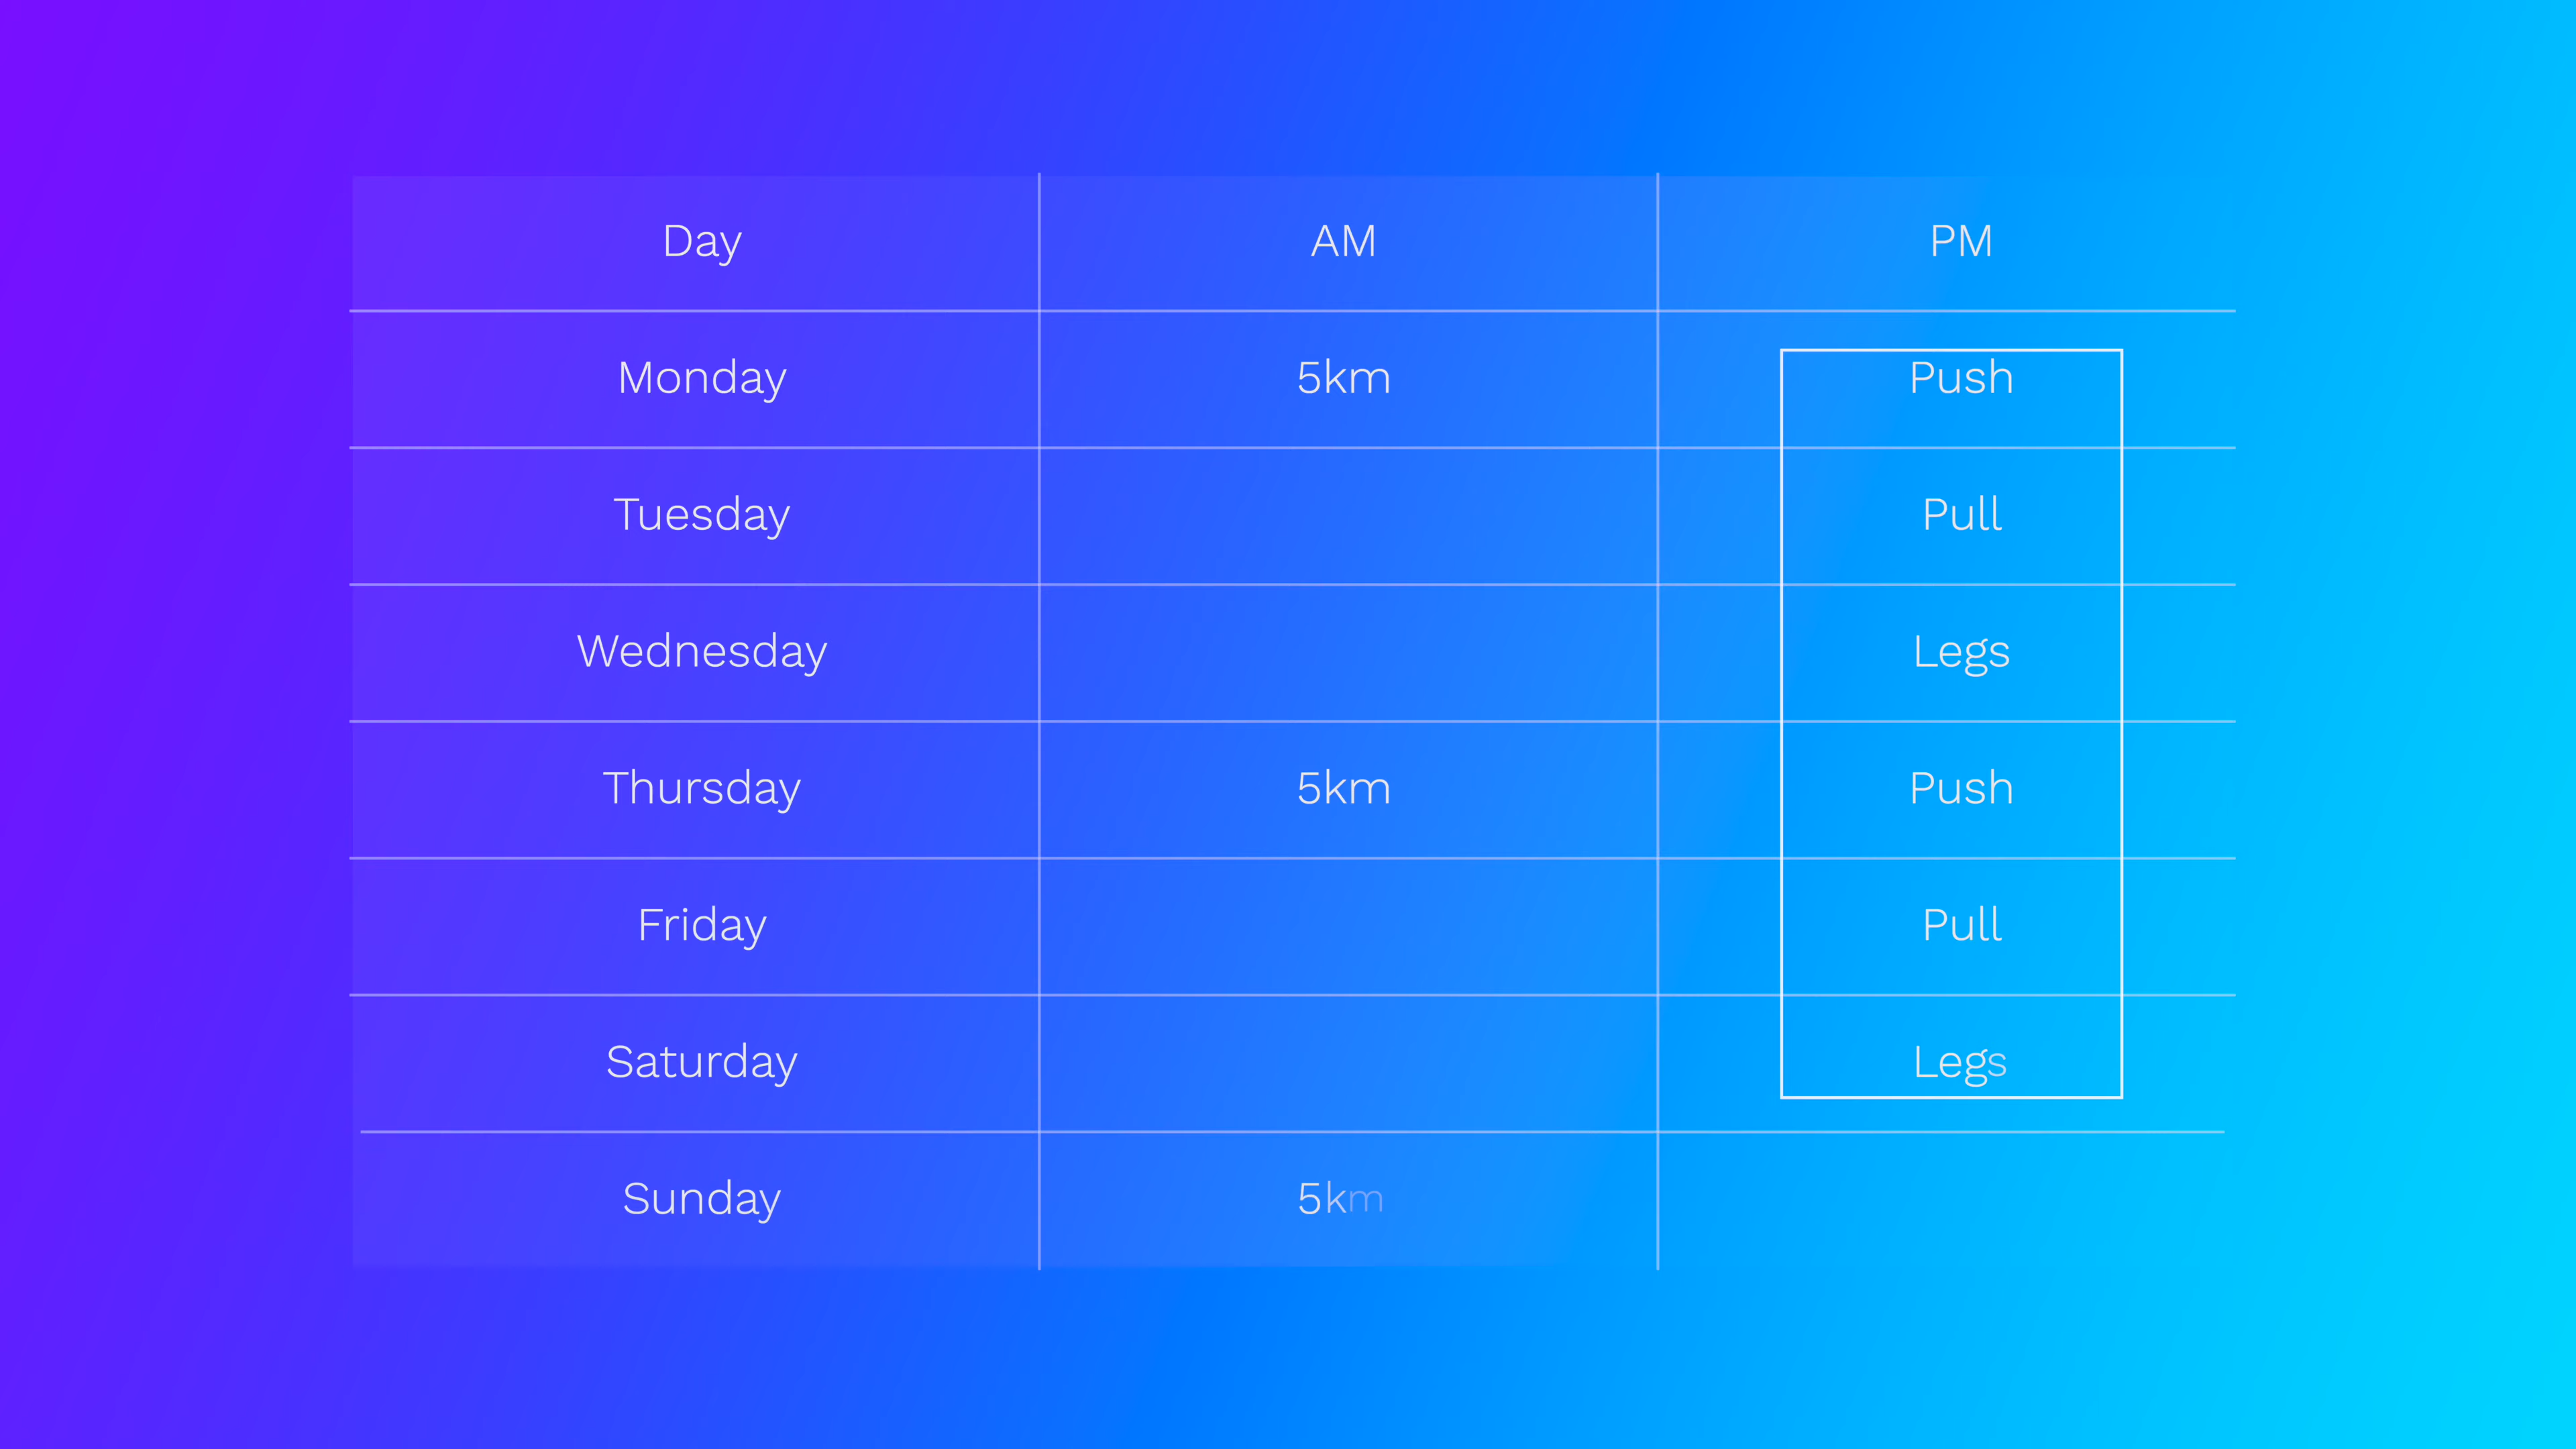 Day AM PM
Monday 5km Push
Tuesday Pull
Wednesday Legs
Thursday 5km Push
Friday Pull
Saturday Legs
Sunday 5km